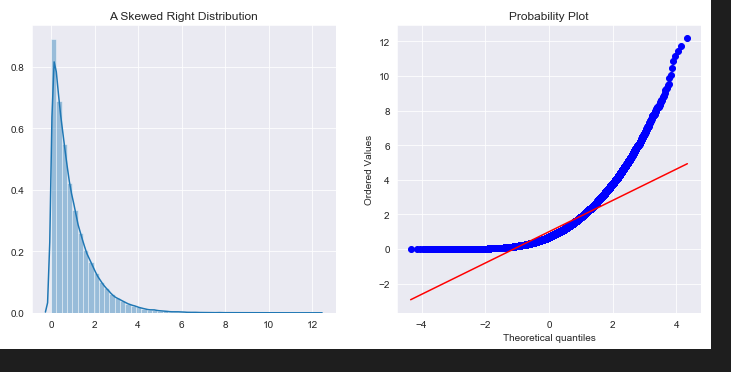 A Skewed Right Distribution
0.8
0.6
0.4
0.2
0.0
0 2 4 6 8 10 12
Probability Plot
12
10
8
6
4
2
0
−2
Ordered Values
−4 −2 0 2 4
Theoretical quantiles